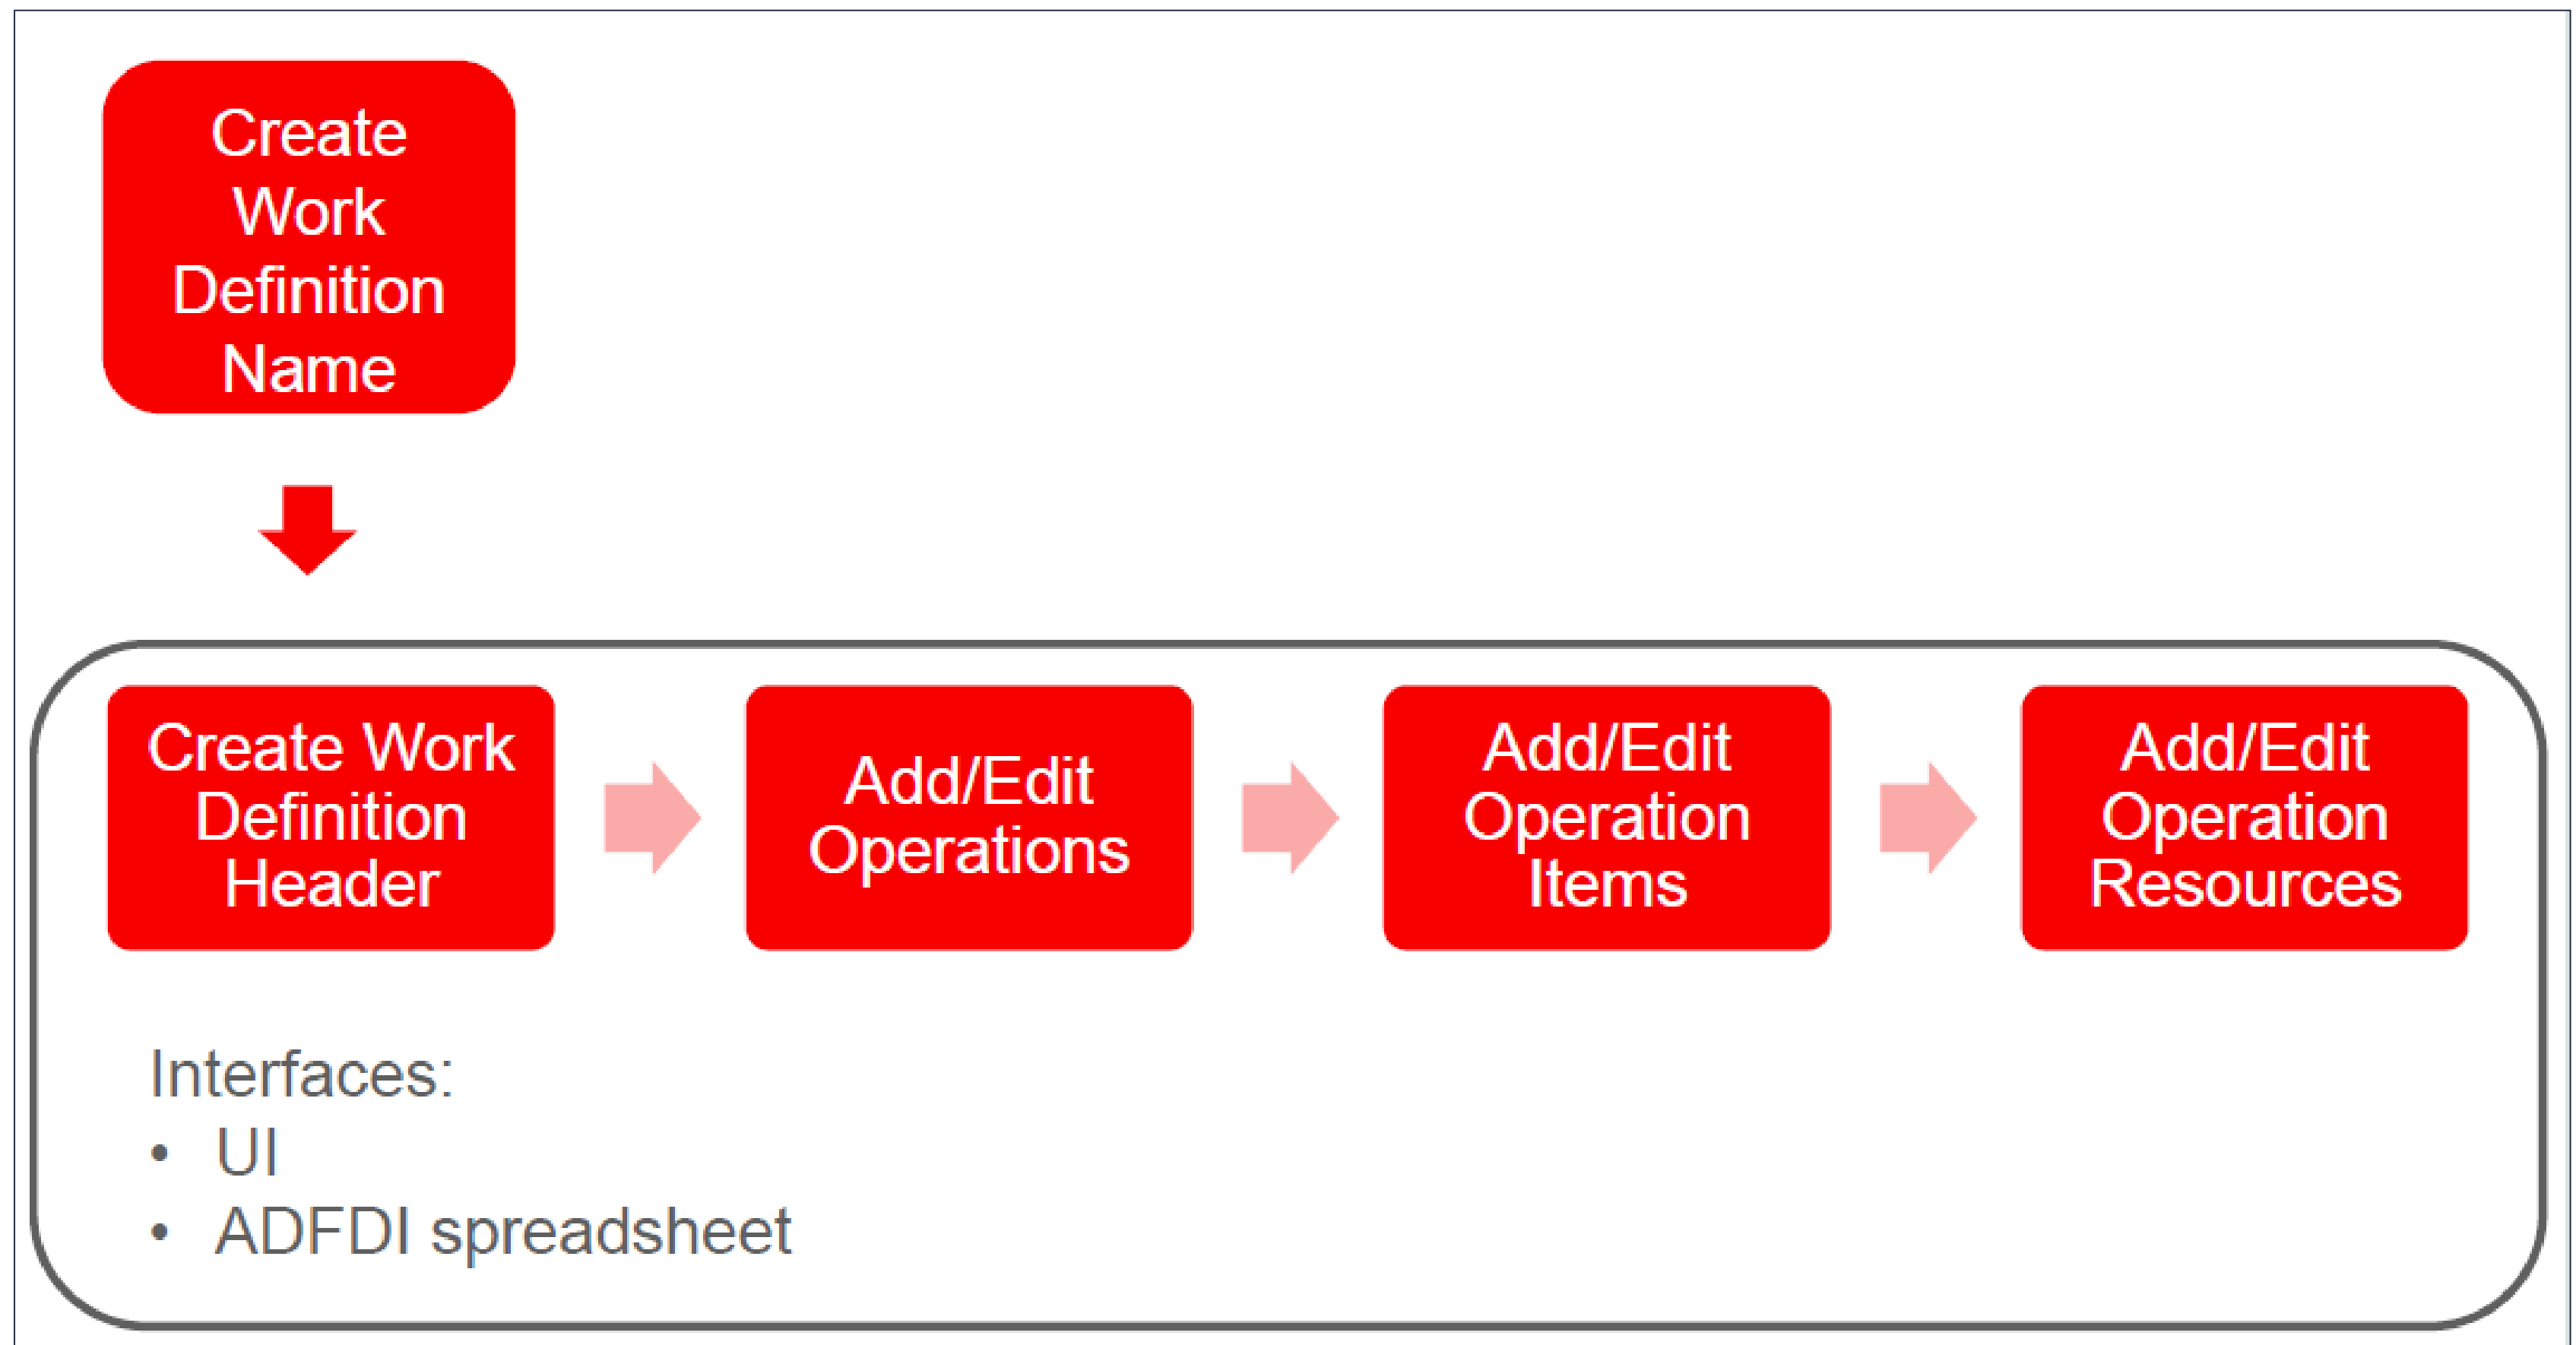 Create
Work
Definition
Name
Create Work
Definition
Header
Add/Edit
Operations
Add/Edit
Operation
Items
Add/Edit
Operation
Resources
Interfaces:
• UI
• ADFDI spreadsheet